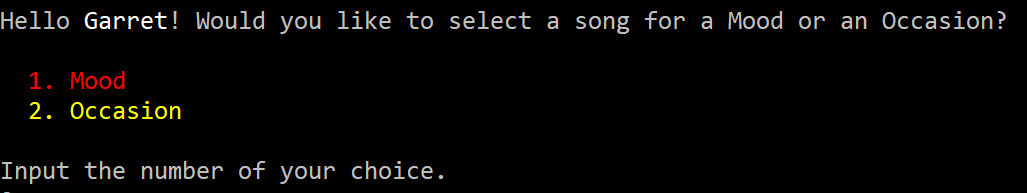 Hello Garret! Would you like to select a song for a Mood or an Occasion?
1. Mood
2. Occasion
Input the number of your choice.